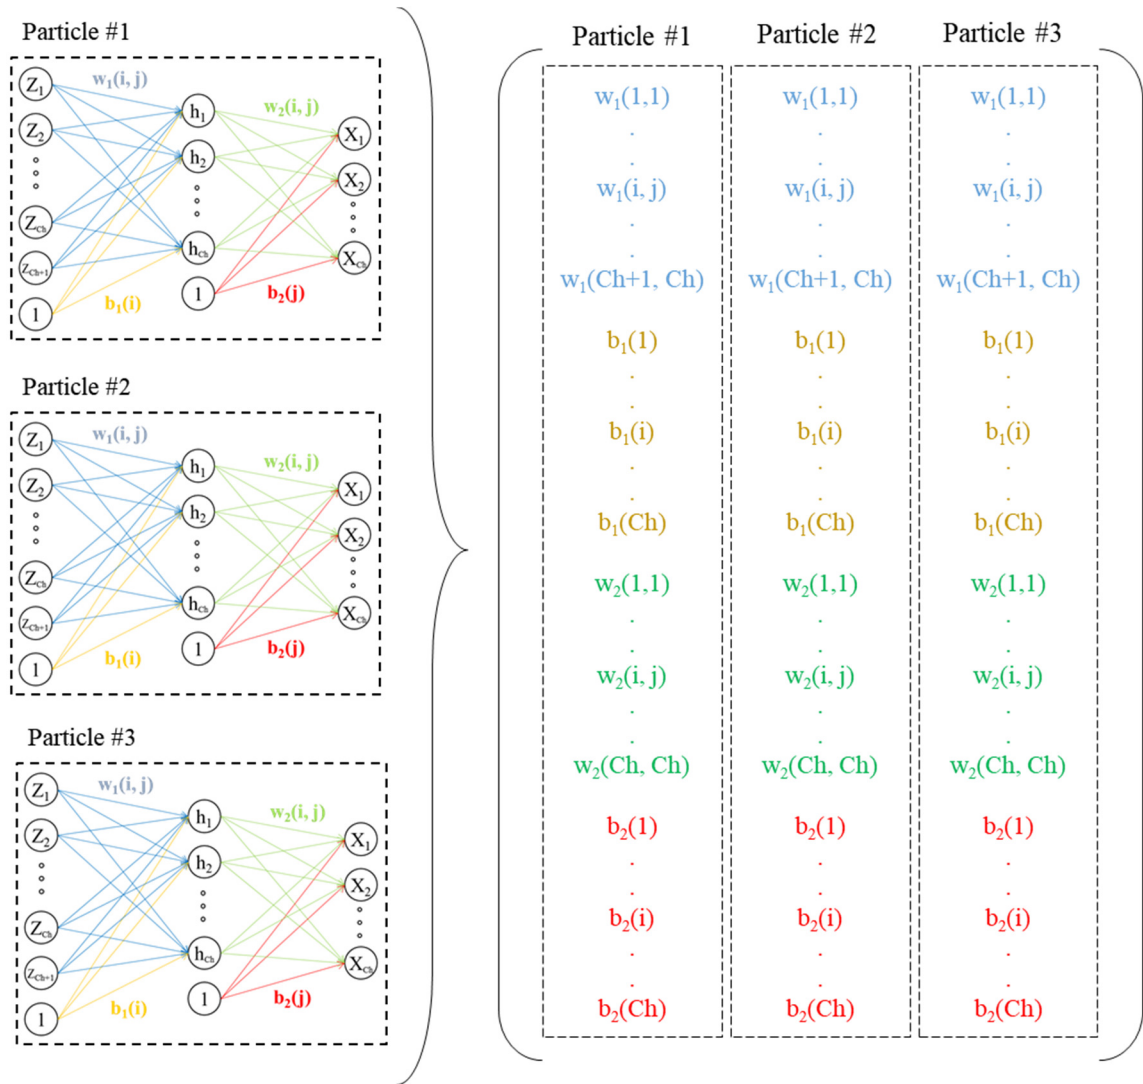 Particle #1
Z1
Z2
ZCh
ZCh+1
1
w1(i, j)
b1(i)
h1
h2
hCh
1
w2(i, j)
b2(j)
X1
X2
XCh
Particle #2
Z1
Z2
ZCh
ZCh+1
1
w1(i, j)
b1(i)
h1
h2
hCh
1
w2(i, j)
b2(j)
X1
X2
XCh
Particle #3
Z1
Z2
ZCh
ZCh+1
1
w1(i, j)
b1(i)
h1
h2
hCh
1
w2(i, j)
b2(j)
X1
X2
XCh
Particle #1 Particle #2 Particle #3
w1(1,1) w1(1,1) w1(1,1)
. . .
. . .
w1(i, j) w1(i, j) w1(i, j)
. . .
. . .
w1(Ch+1, Ch) w1(Ch+1, Ch) w1(Ch+1, Ch)
b1(1) b1(1) b1(1)
. . .
. . .
b1(i) b1(i) b1(i)
. . .
. . .
b1(Ch) b1(Ch) b1(Ch)
w2(1,1) w2(1,1) w2(1,1)
. . .
. . .
w2(i, j) w2(i, j) w2(i, j)
. . .
. . .
w2(Ch, Ch) w2(Ch, Ch) w2(Ch, Ch)
b2(1) b2(1) b2(1)
. . .
. . .
b2(i) b2(i) b2(i)
. . .
. . .
b2(Ch) b2(Ch) b2(Ch)